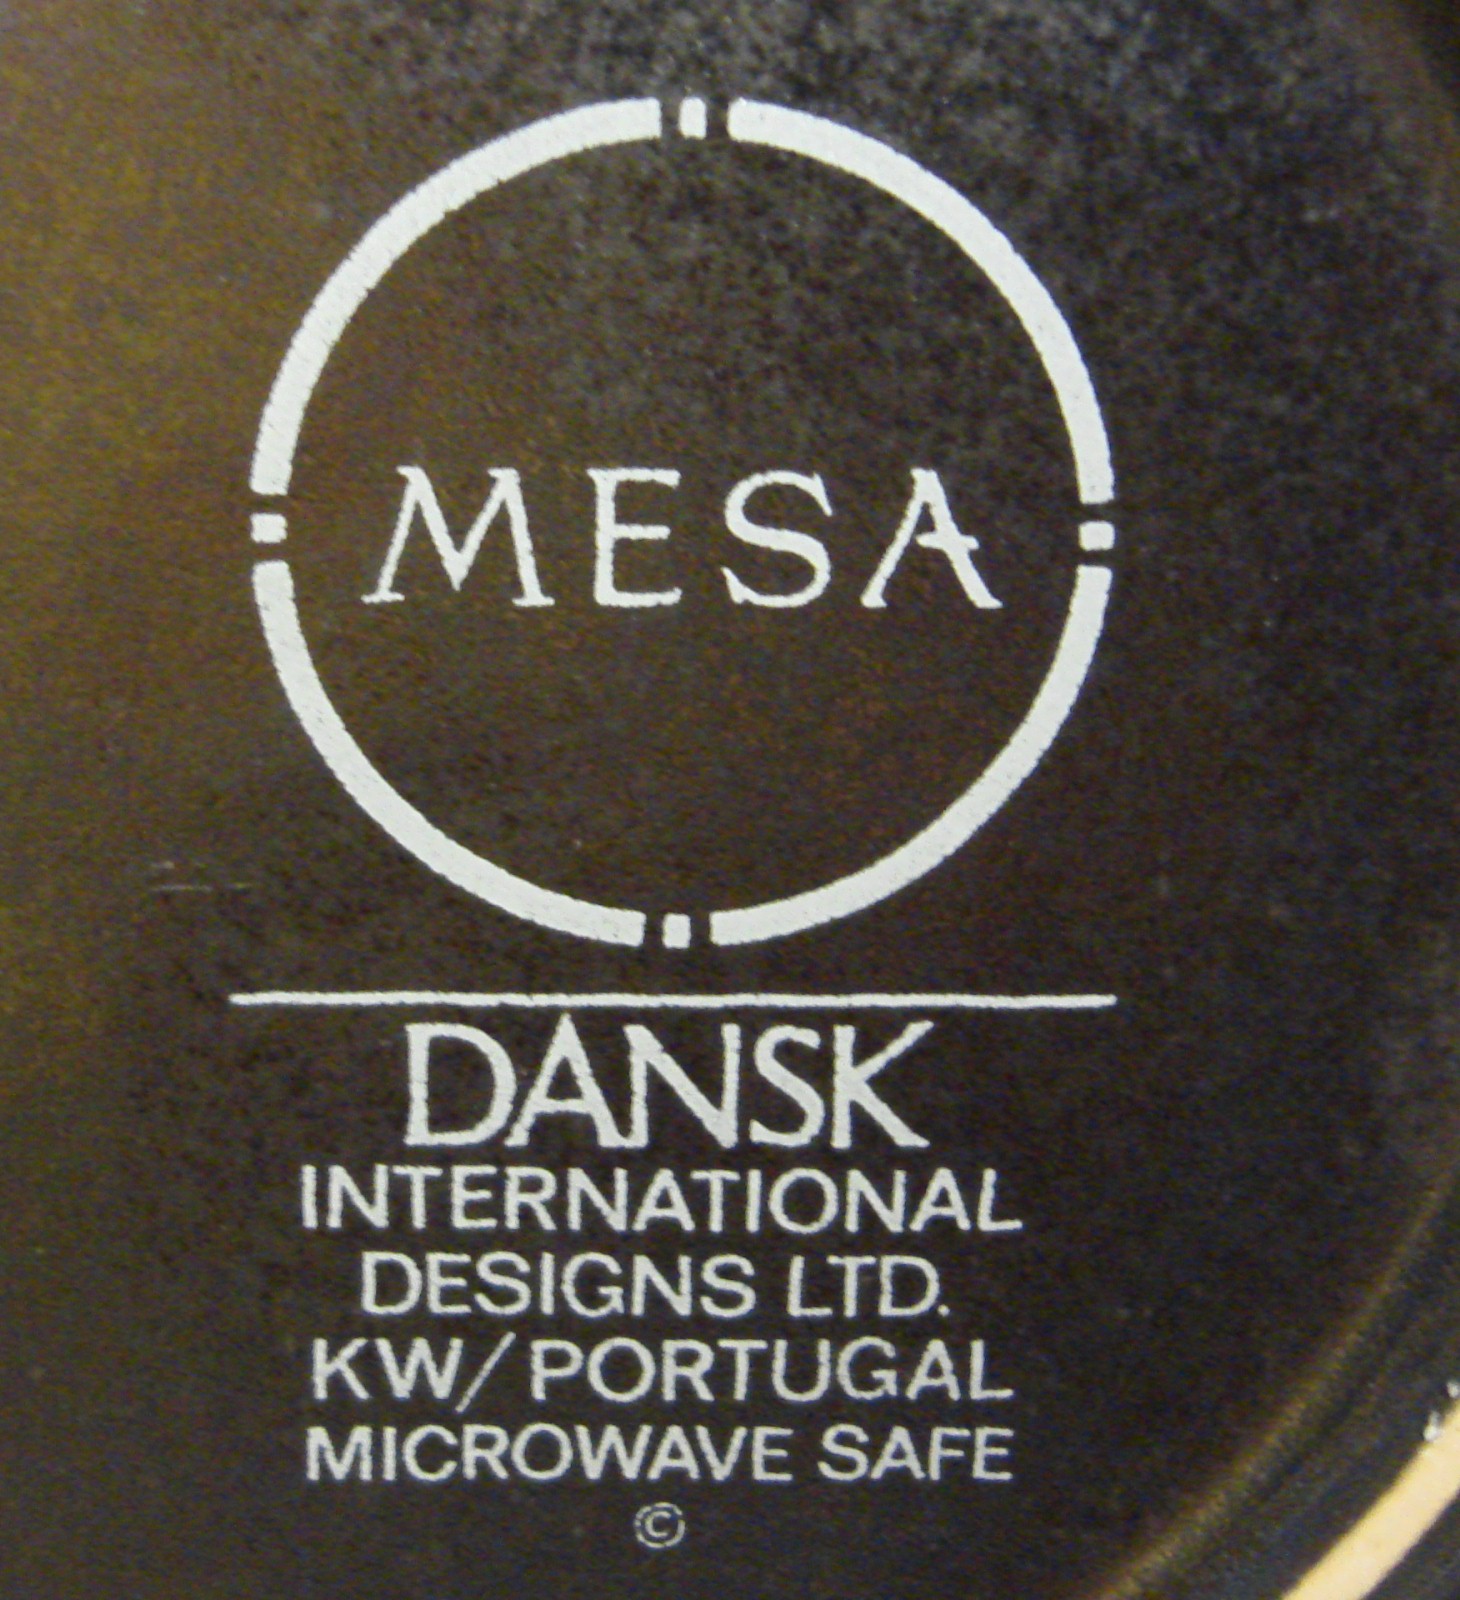 MESA
DANSK
INTERNATIONAL
DESIGNS LTD.
KW/PORTUGAL
MICROWAVE SAFE
©